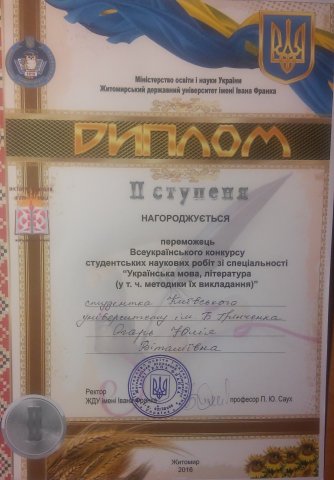 Міністерство освіти і науки України
Житомирський державний університет імені Івана Франка
ДИПЛОМ
II ступеня
НАГОРОДЖУЄТЬСЯ
переможець
Всеукраїнського конкурсу
студентських наукових робіт зі спеціальності
"Українська мова, література
(у т. ч. методики їх викладання)"
студентка Київського
університету ім. Б. Грінченка
Юлія
Віталіївна
Ректор
ЖДУ імені Івана Франка
професор П. Ю. Саух
Житомир
2016